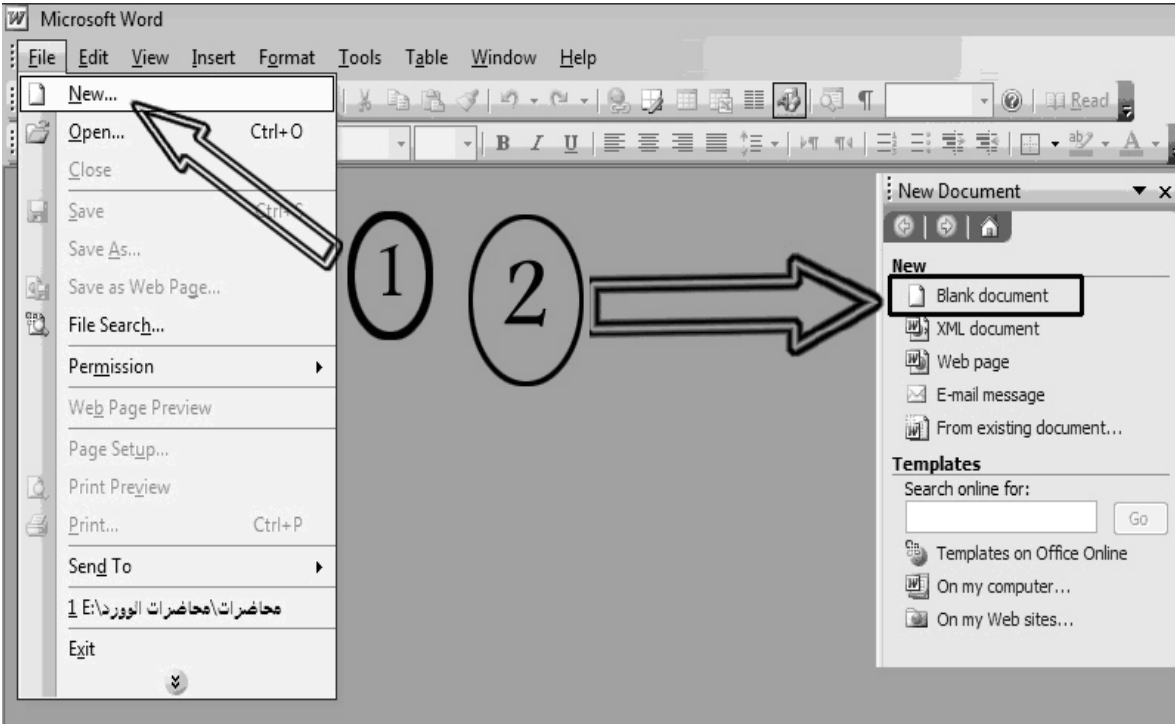 Microsoft Word
File Edit View Insert Format Tools Table Window Help
New...
Read
Open... Ctrl+O
B I U
Close
Save
Save As...
Save as Web Page...
File Search...
Permission
Web Page Preview
Page Setup...
Print Preview
Print... Ctrl+P
Send To
1 E:\محاضرات\محاضرات الوورد
Exit
1
2
New Document
New
Blank document
XML document
Web page
E-mail message
From existing document...
Templates
Search online for:
Go
Templates on Office Online
On my computer...
On my Web sites...